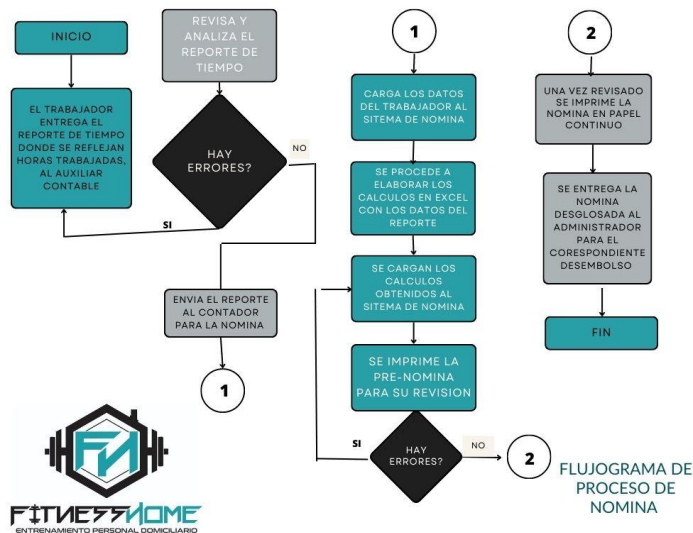 INICIO
EL TRABAJADOR
ENTREGA EL
REPORTE DE TIEMPO
DONDE SE REFLEJAN
HORAS TRABAJADAS,
AL AUXILIAR
CONTABLE
REVISA Y
ANALIZA EL
REPORTE DE
TIEMPO
HAY
ERRORES?
NO
SI
ENVIA EL REPORTE
AL CONTADOR
PARA LA NOMINA
1
1
CARGA LOS DATOS
DEL TRABAJADOR AL
SITEMA DE NOMINA
SE PROCEDE A
ELABORAR LOS
CALCULOS EN EXCEL
CON LOS DATOS DEL
REPORTE
SE CARGAN LOS
CALCULOS
OBTENIDOS AL
SITEMA DE NOMINA
SE IMPRIME LA
PRE-NOMINA
PARA SU REVISION
HAY
ERRORES?
SI
NO
2
2
UNA VEZ REVISADO
SE IMPRIME LA
NOMINA EN PAPEL
CONTINUO
SE ENTREGA LA
NOMINA
DESGLOSADA AL
ADMINISTRADOR
PARA EL
CORESPONDIENTE
DESEMBOLSO
FIN
FLUJOGRAMA DE
PROCESO DE
NOMINA
FH
FITNESSHOME
ENTRENAMIENTO PERSONAL DOMICILIARIO